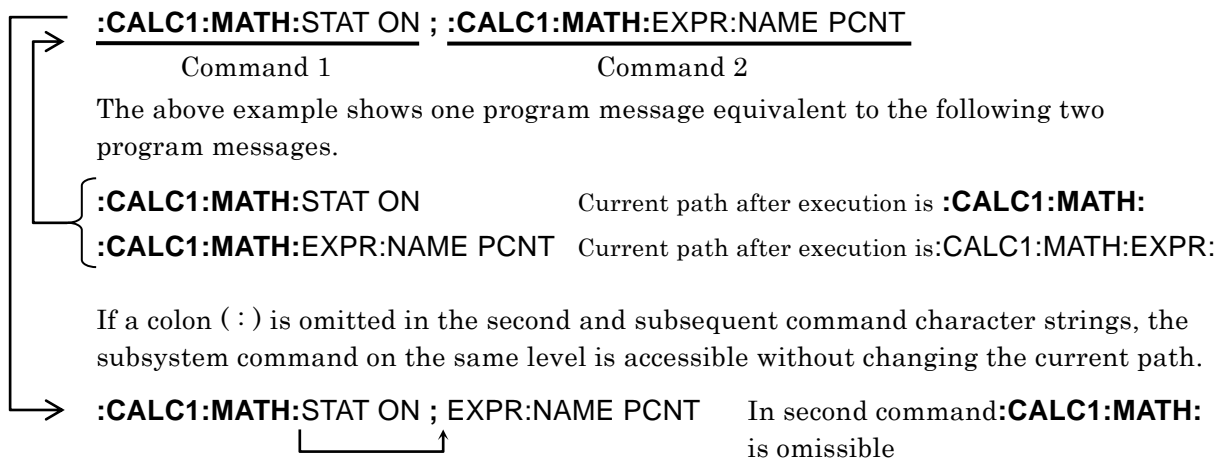 :CALC1:MATH:STAT ON ; :CALC1:MATH:EXPR:NAME PCNT
Command 1 Command 2
The above example shows one program message equivalent to the following two
program messages.
:CALC1:MATH:STAT ON Current path after execution is :CALC1:MATH:
:CALC1:MATH:EXPR:NAME PCNT Current path after execution is:CALC1:MATH:EXPR:
If a colon (:) is omitted in the second and subsequent command character strings, the
subsystem command on the same level is accessible without changing the current path.
:CALC1:MATH:STAT ON ; EXPR:NAME PCNT In second command:CALC1:MATH:
is omissible